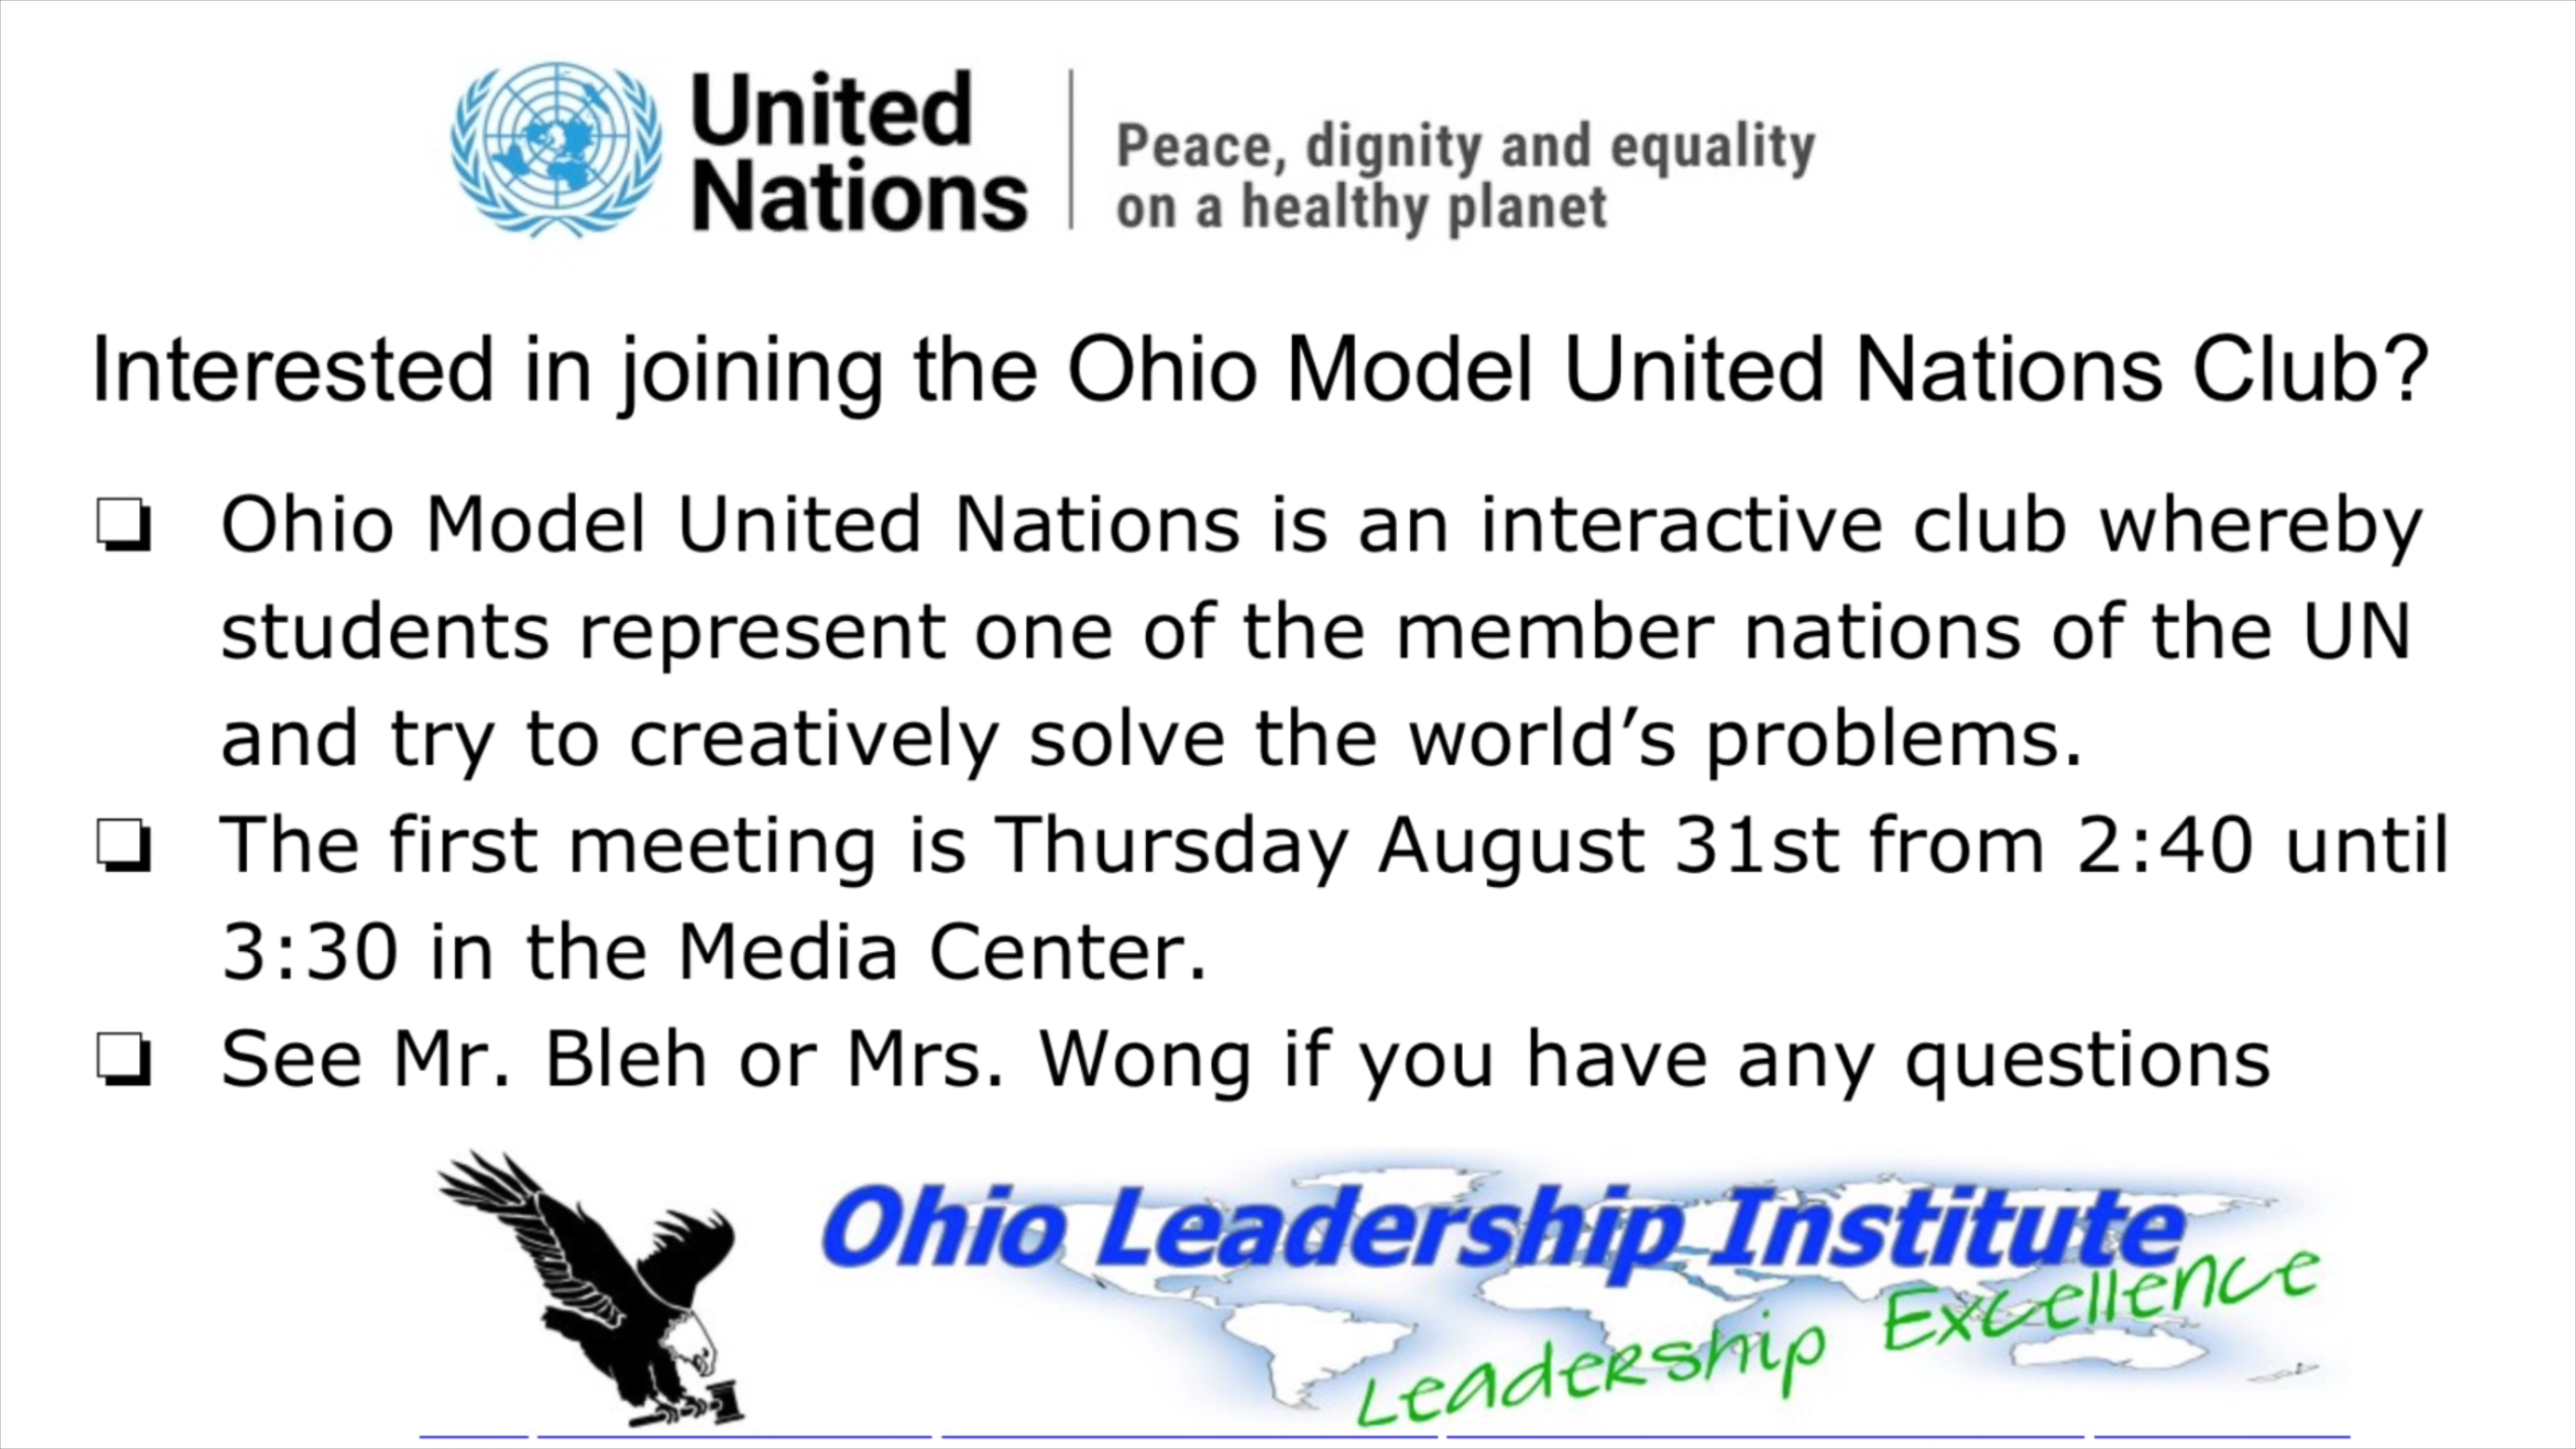 United
Nations
Peace, dignity and equality
on a healthy planet
Interested in joining the Ohio Model United Nations Club?
❏ Ohio Model United Nations is an interactive club whereby
students represent one of the member nations of the UN
and try to creatively solve the world’s problems.
❏ The first meeting is Thursday August 31st from 2:40 until
3:30 in the Media Center.
❏ See Mr. Bleh or Mrs. Wong if you have any questions
Ohio Leadership Institute
Leadership Excellence